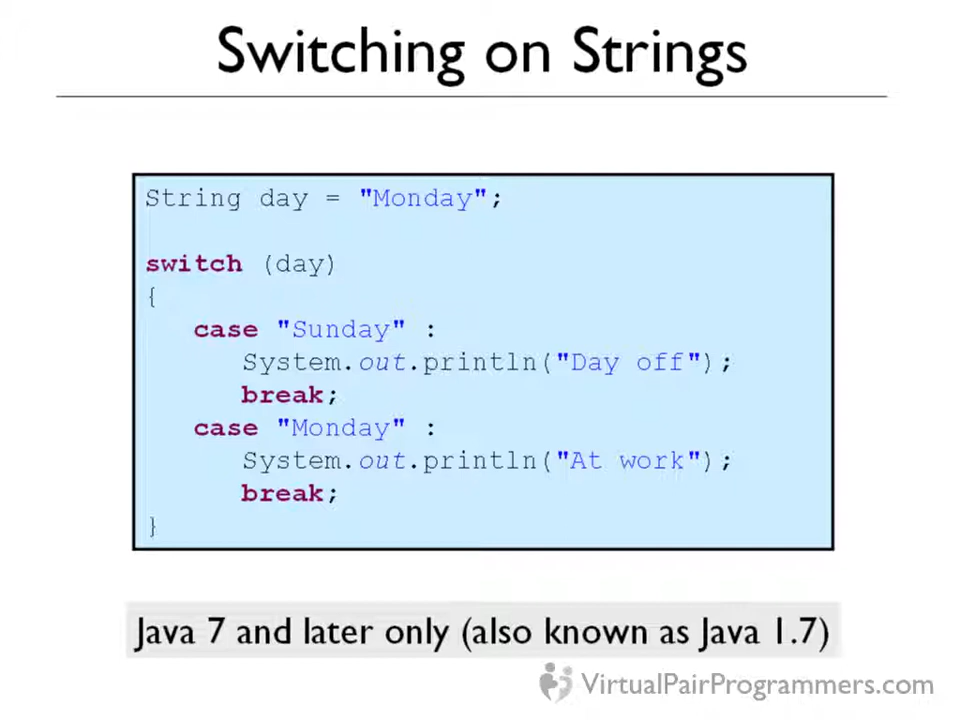 Switching on Strings
String day = "Monday";
switch (day)
{
case "Sunday" :
System.out.println("Day off");
break;
case "Monday" :
System.out.println("At work");
break;
}
Java 7 and later only (also known as Java 1.7)
VirtualPairProgrammers.com